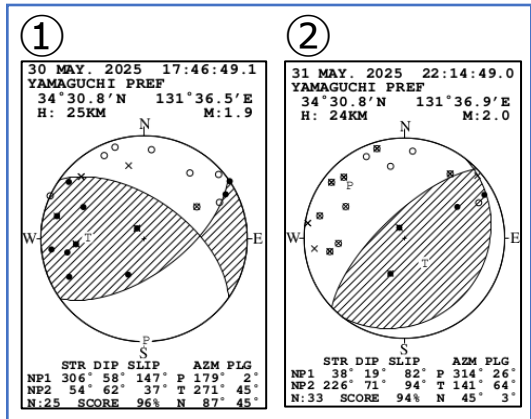 ①
30 MAY. 2025 17:46:49.1
YAMAGUCHI PREF
34°30.8'N 131°36.5'E
H: 25KM M:1.9
N
W
T
E
P
S
STR DIP SLIP AZM PLG
NP1 306° 58° 147° P 179° 2°
NP2 54° 62° 37° T 271° 45°
N:25 SCORE 96% N 87° 45°
②
31 MAY. 2025 22:14:49.0
YAMAGUCHI PREF
34°30.8'N 131°36.9'E
H: 24KM M:2.0
N
P
W
E
T
S
STR DIP SLIP AZM PLG
NP1 38° 19° 82° P 314° 26°
NP2 226° 71° 94° T 141° 64°
N:33 SCORE 94% N 45° 3°